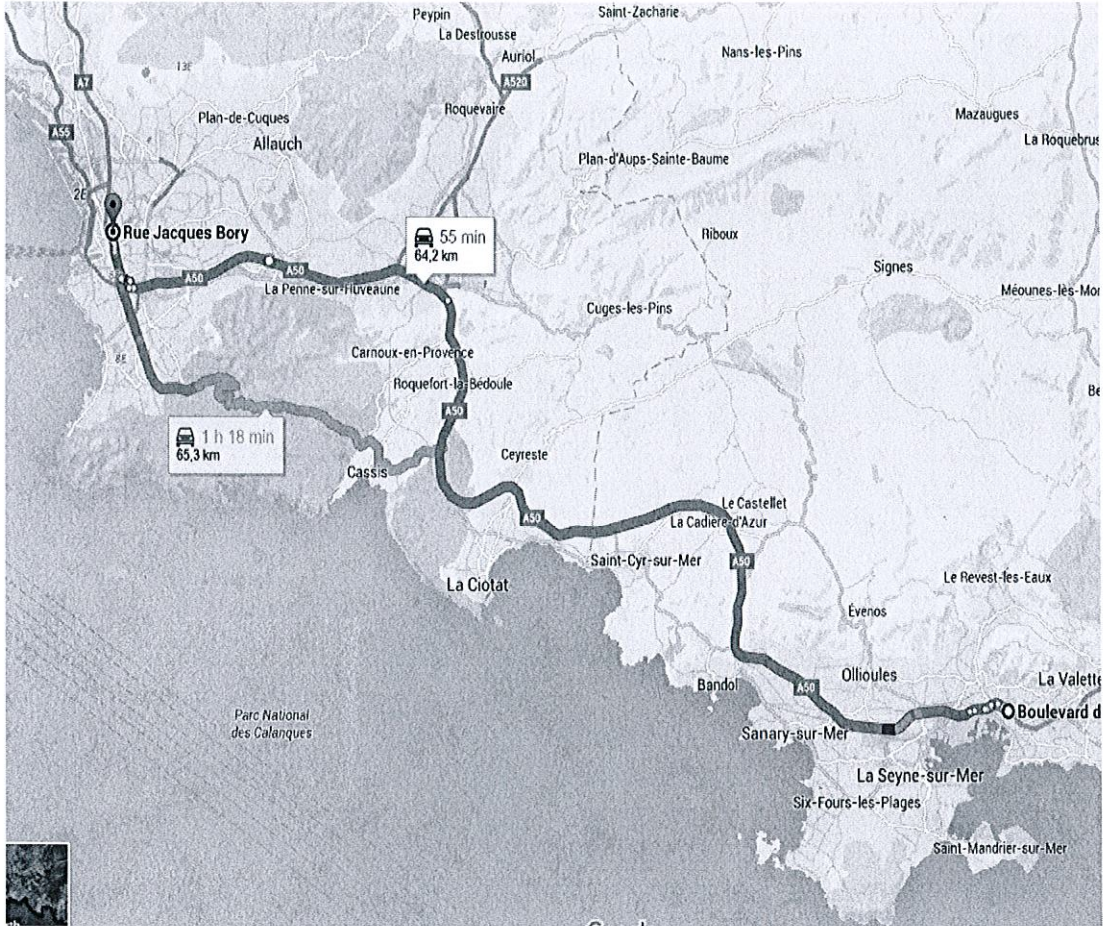 Peypin
Saint-Zacharie
La Destrousse
Auriol
Nans-les-Pins
13E
A7
A520
Roquevaire
Mazaugues
Plan-de-Cuques
A55
Allauch
La Roquebrus
Plan-d'Aups-Sainte-Baume
2E
Rue Jacques Bory
55 min
64,2 km
Riboux
Signes
A50
A50
La Penne-sur-Huveaune
Méounes-lès-Mon
Cuges-les-Pins
8E
Carnoux-en-Provence
Roquefort-la-Bédoule
Be
A50
1 h 18 min
65,3 km
Cassis
Ceyreste
Le Castellet
A50
La Cadière-d'Azur
Saint-Cyr-sur-Mer
A50
La Ciotat
Le Revest-les-Eaux
Évenos
Bandol
A50
Ollioules
La Valette
Parc National
des Calanques
Boulevard d
Sanary-sur-Mer
La Seyne-sur-Mer
Six-Fours-les-Plages
Saint-Mandrier-sur-Mer